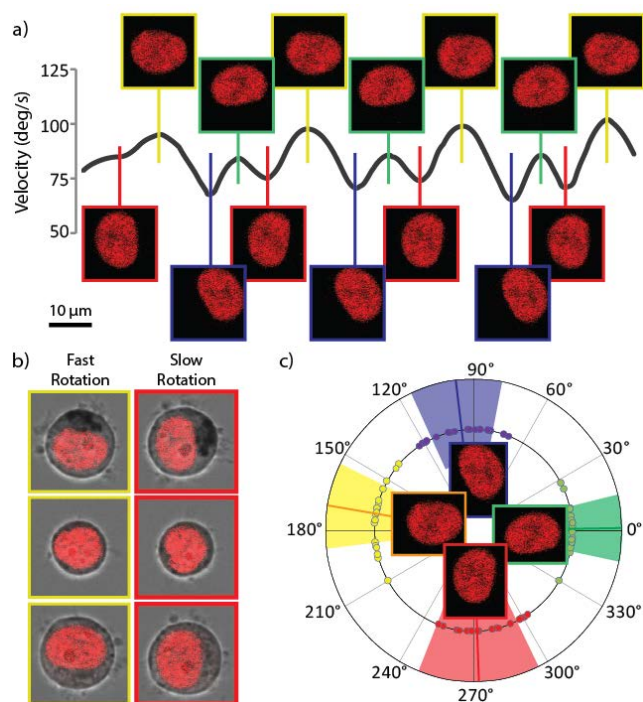 a)
Velocity (deg/s)
125
100
75
50
10 μm
b)
Fast Rotation
Slow Rotation
c)
90°
120°
60°
150°
30°
180°
0°
210°
330°
240°
300°
270°